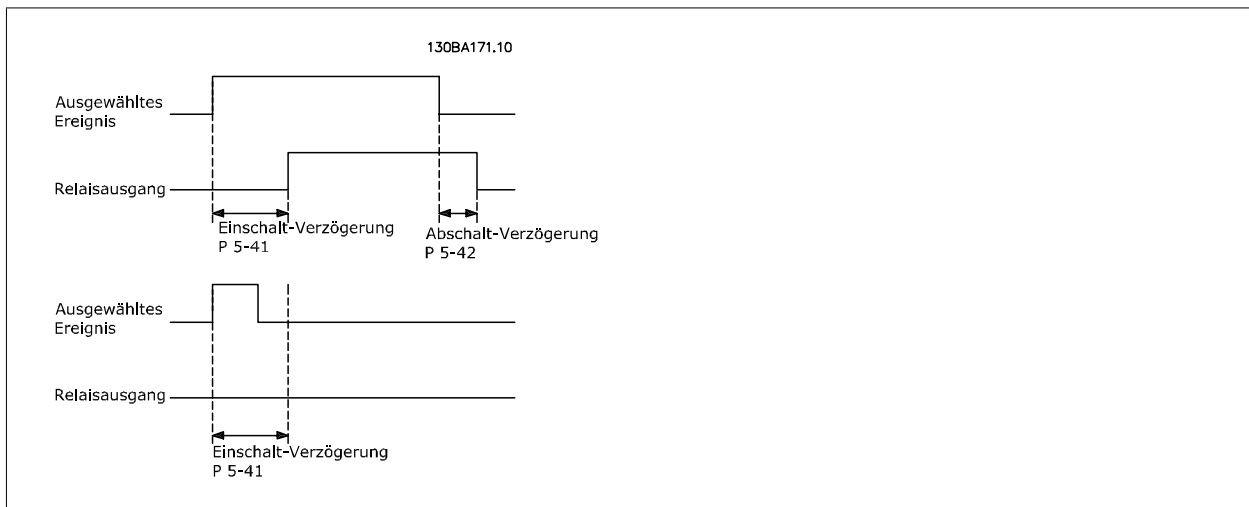 130BA171.10
Ausgewähltes
Ereignis
Relaisausgang
Einschalt-Verzögerung
P 5-41
Abschalt-Verzögerung
P 5-42
Ausgewähltes
Ereignis
Relaisausgang
Einschalt-Verzögerung
P 5-41